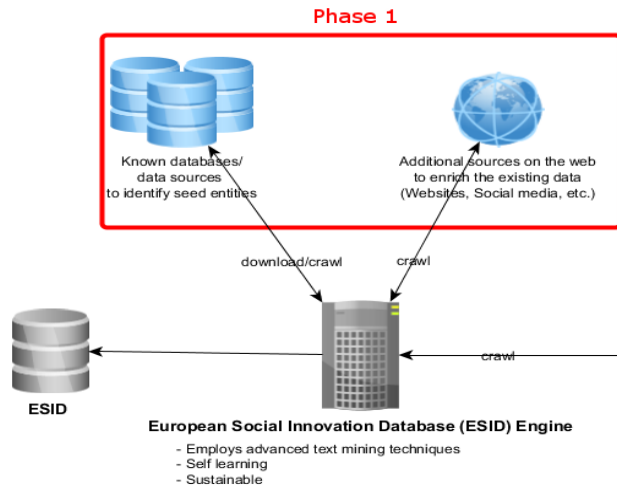 Phase 1
Known databases/
data sources
to identify seed entities
Additional sources on the web
to enrich the existing data
(Websites, Social media, etc.)
download/crawl
crawl
crawl
ESID
European Social Innovation Database (ESID) Engine
- Employs advanced text mining techniques
- Self learning
- Sustainable